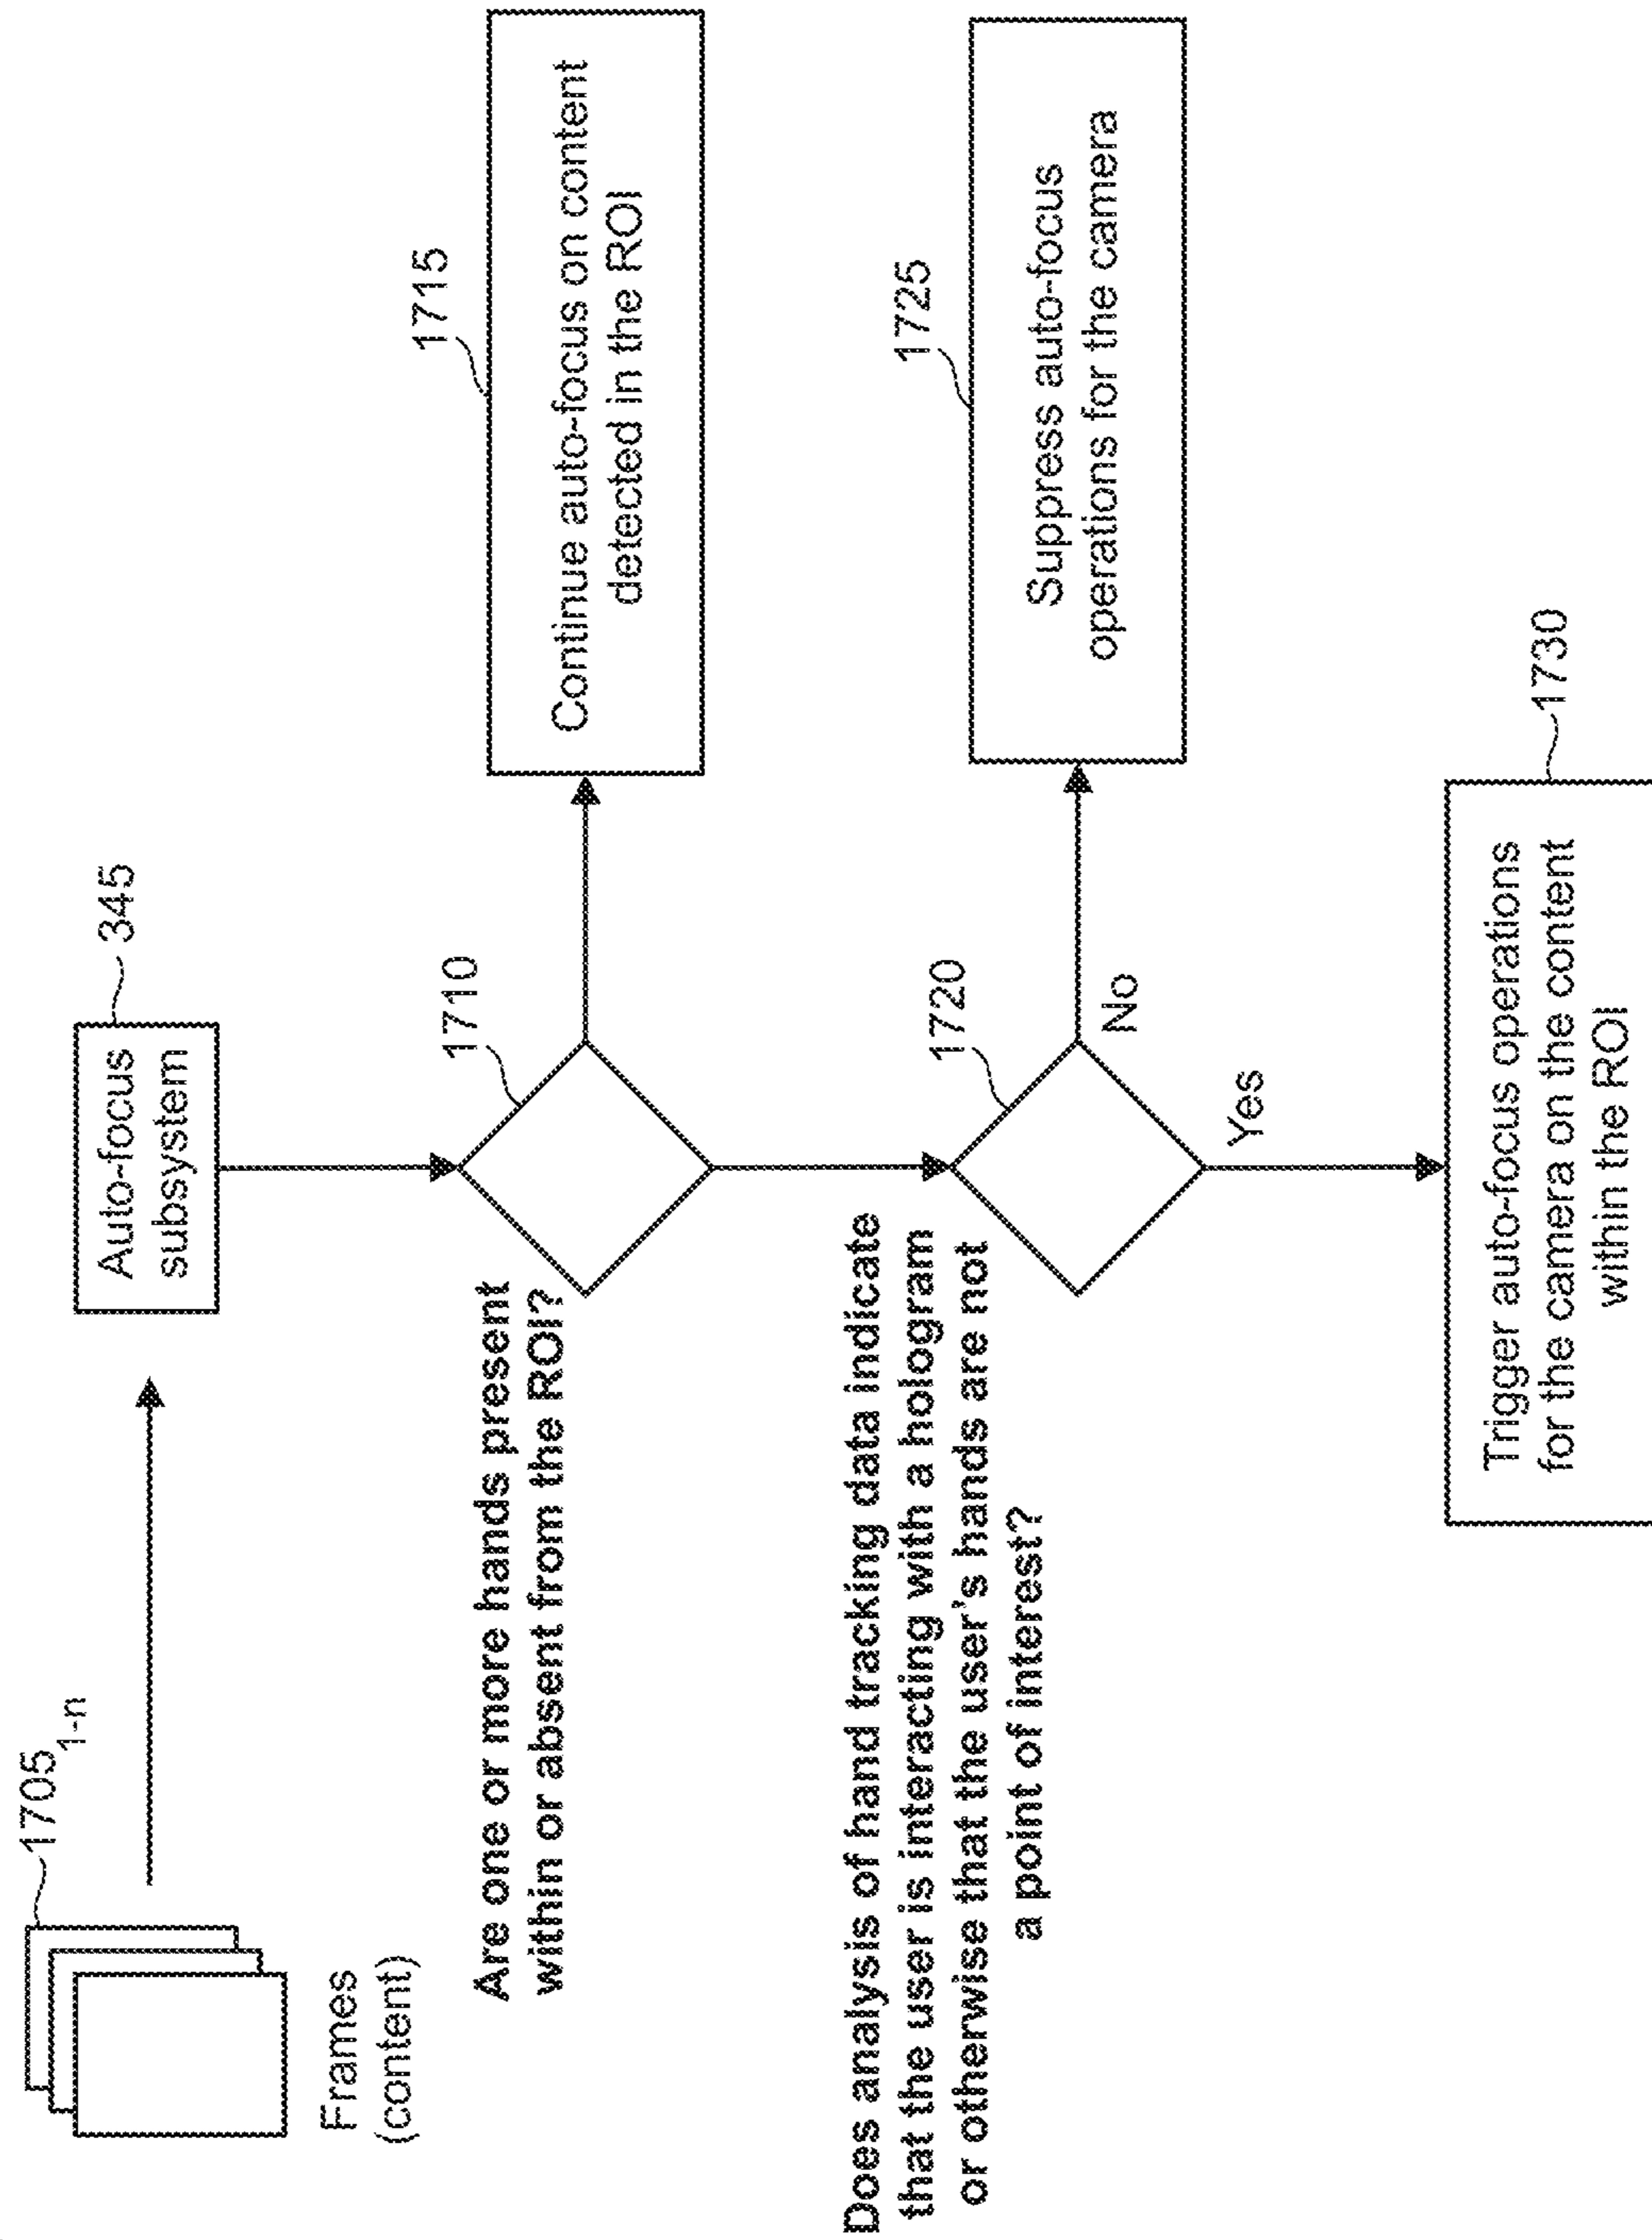 1705₁₋ₙ
Frames
(content)
Auto-focus
subsystem
345
Are one or more hands present
within or absent from the ROI?
1710
1715
Continue auto-focus on content
detected in the ROI
Does analysis of hand tracking data indicate
that the user is interacting with a hologram
or otherwise that the user's hands are not
a point of interest?
1720
No
1725
Suppress auto-focus
operations for the camera
Yes
1730
Trigger auto-focus operations
for the camera on the content
within the ROI